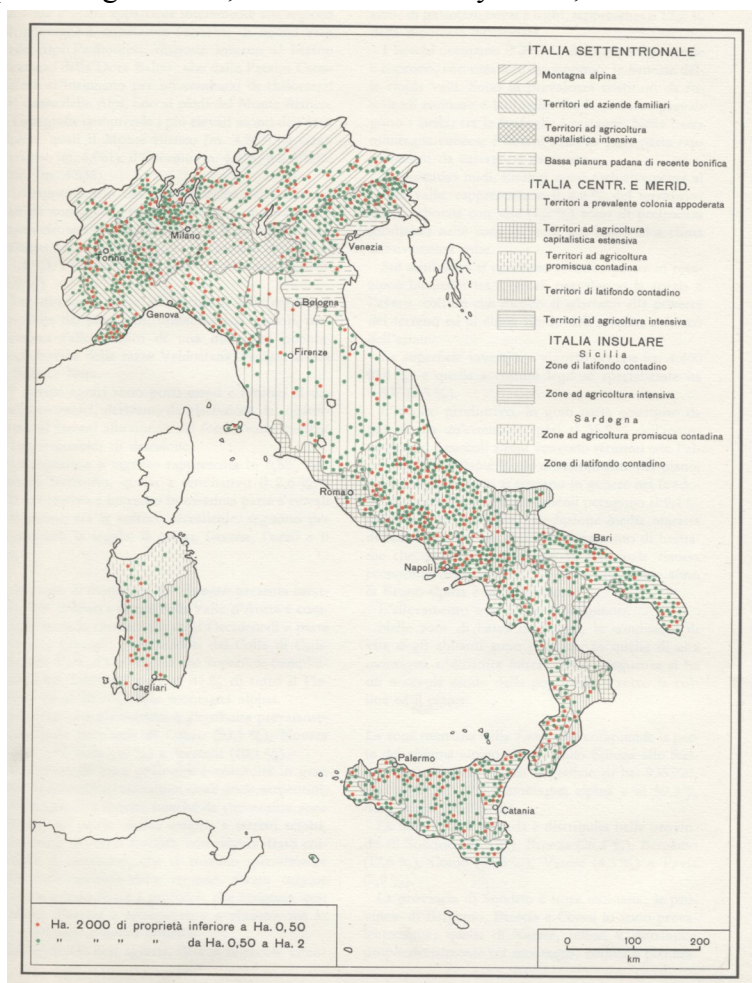 ITALIA SETTENTRIONALE
Montagna alpina
Territori ed aziende familiari
Territori ad agricoltura
capitalistica intensiva
Bassa pianura padana di recente bonifica
ITALIA CENTR. E MERID.
Territori a prevalente colonia appoderata
Territori ad agricoltura
capitalistica estensiva
Territori ad agricoltura
promiscua contadina
Territori di latifondo contadino
Territori ad agricoltura intensiva
ITALIA INSULARE
Sicilia
Zone di latifondo contadino
Zone ad agricoltura intensiva
Sardegna
Zone ad agricoltura promiscua contadina
Zone di latifondo contadino
Milano
Torino
Venezia
Genova
Bologna
Firenze
Roma
Bari
Napoli
Cagliari
Palermo
Catania
Ha. 2000 di proprietà inferiore a Ha. 0,50
" " " " da Ha. 0,50 a Ha. 2
0 100 200
km